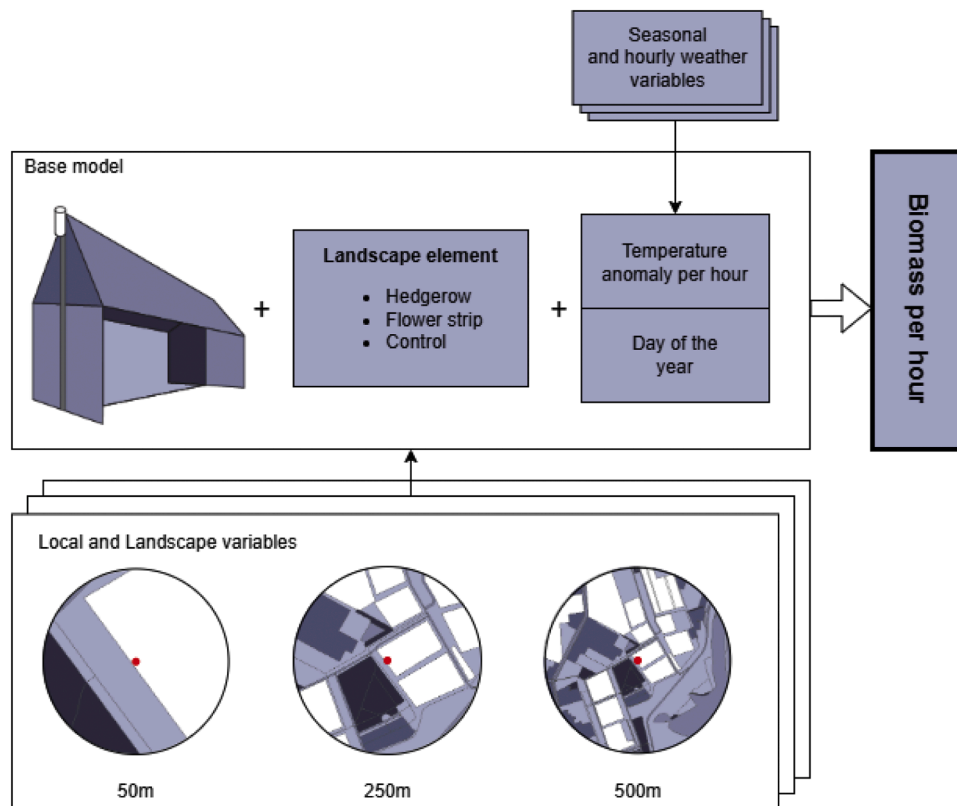 Seasonal
and hourly weather
variables
Base model
+
Landscape element
• Hedgerow
• Flower strip
• Control
+
Temperature
anomaly per hour
Day of the
year
Biomass per hour
Local and Landscape variables
50m
250m
500m